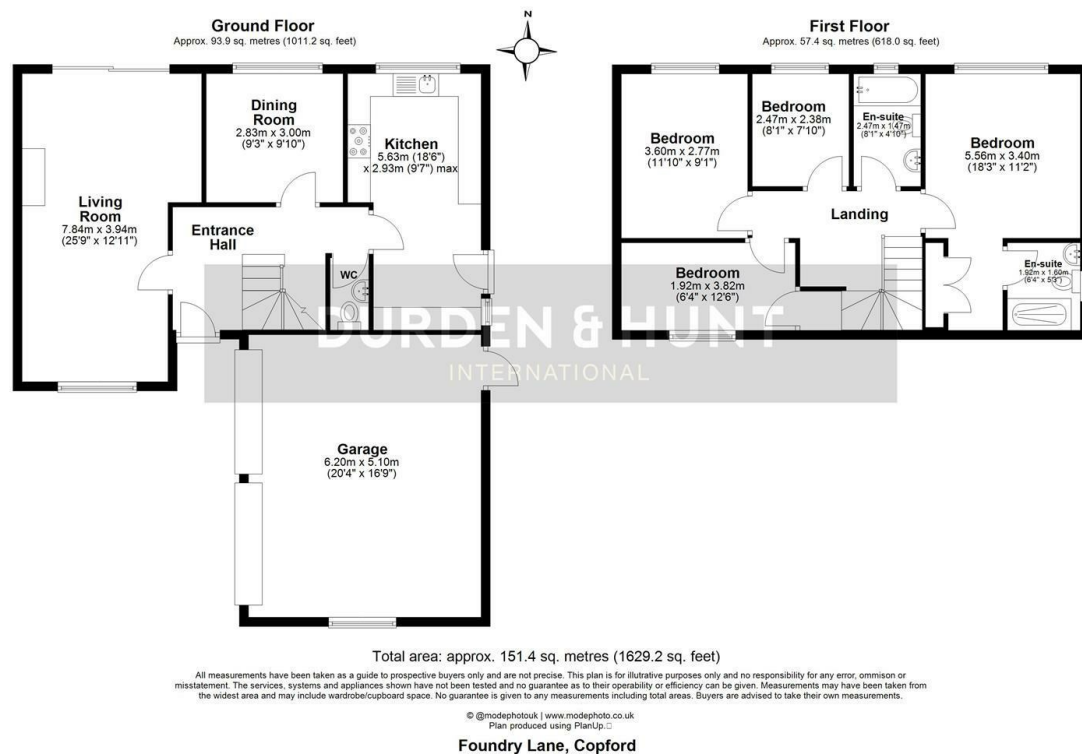 Ground Floor
Approx. 93.9 sq. metres (1011.2 sq. feet)
N
First Floor
Approx. 57.4 sq. metres (618.0 sq. feet)
Dining
Room
2.83m x 3.00m
(9'3" x 9'10")
Kitchen
5.63m (18'6")
x 2.93m (9'7") max
Living
Room
7.84m x 3.94m
(25'9" x 12'11")
Entrance
Hall
WC
Bedroom
3.60m x 2.77m
(11'10" x 9'1")
Bedroom
2.47m x 2.38m
(8'1" x 7'10")
En-suite
2.47m x 1.47m
(8'1" x 4'10")
Bedroom
5.56m x 3.40m
(18'3" x 11'2")
Landing
Bedroom
1.92m x 3.82m
(6'4" x 12'6")
En-suite
1.92m x 1.60m
(6'4" x 5'3")
DURDEN & HUNT
INTERNATIONAL
Garage
6.20m x 5.10m
(20'4" x 16'9")
Total area: approx. 151.4 sq. metres (1629.2 sq. feet)
All measurements have been taken as a guide to prospective buyers only and are not precise. This plan is for illutrative purposes only and no responsibility for any error, ommison or
misstatement. The services, systems and appliances shown have not been tested and no guarantee as to their operability or efficiency can be given. Measurements may have been taken from
the widest area and may include wardrobe/cupboard space. No guarantee is given to any measurements including total areas. Buyers are advised to take their own measurements.
© @modephotouk | www.modephoto.co.uk
Plan produced using PlanUp.
Foundry Lane, Copford